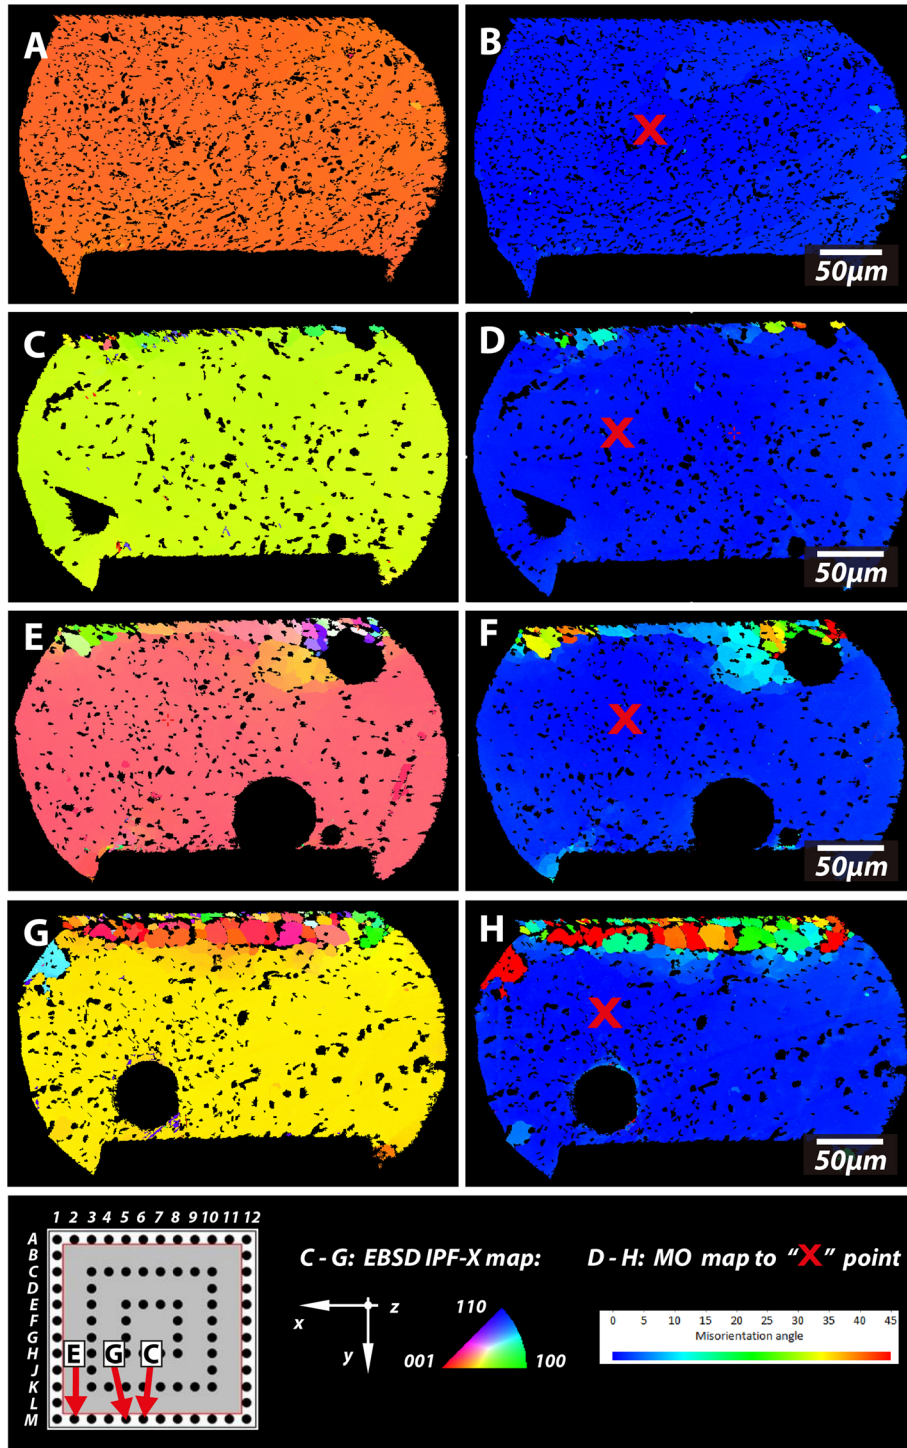 A
B
50μm
C
D
50μm
E
F
50μm
G
H
50μm
1 2 3 4 5 6 7 8 9 10 11 12
A
B
C
D
E
F
G
H
J
K
L
M
E G C
C - G: EBSD IPF-X map:
x
z
y
110
001
100
D - H: MO map to "X" point
0 5 10 15 20 25 30 35 40 45
Misorientation angle